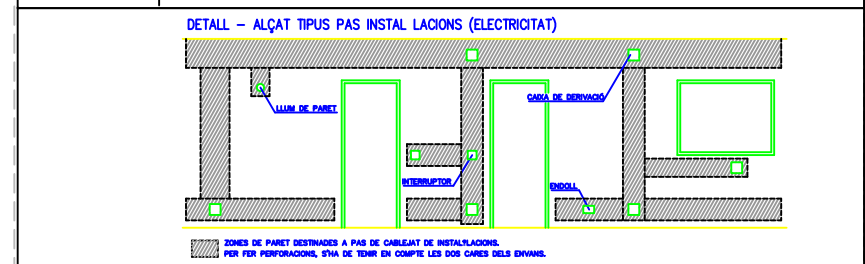 DETALL – ALÇAT TIPUS PAS INSTAL LACIONS (ELECTRICITAT)
CAIXA DE DERIVACIÓ
LLUM DE PARET
INTERRUPTOR
ENDOLL
ZONES DE PARET DESTINADES A PAS DE CABLEJAT DE INSTAL%LACIONS.
PER FER PERFORACIONS, S'HA DE TENIR EN COMPTE LES DOS CARES DELS ENVANS.